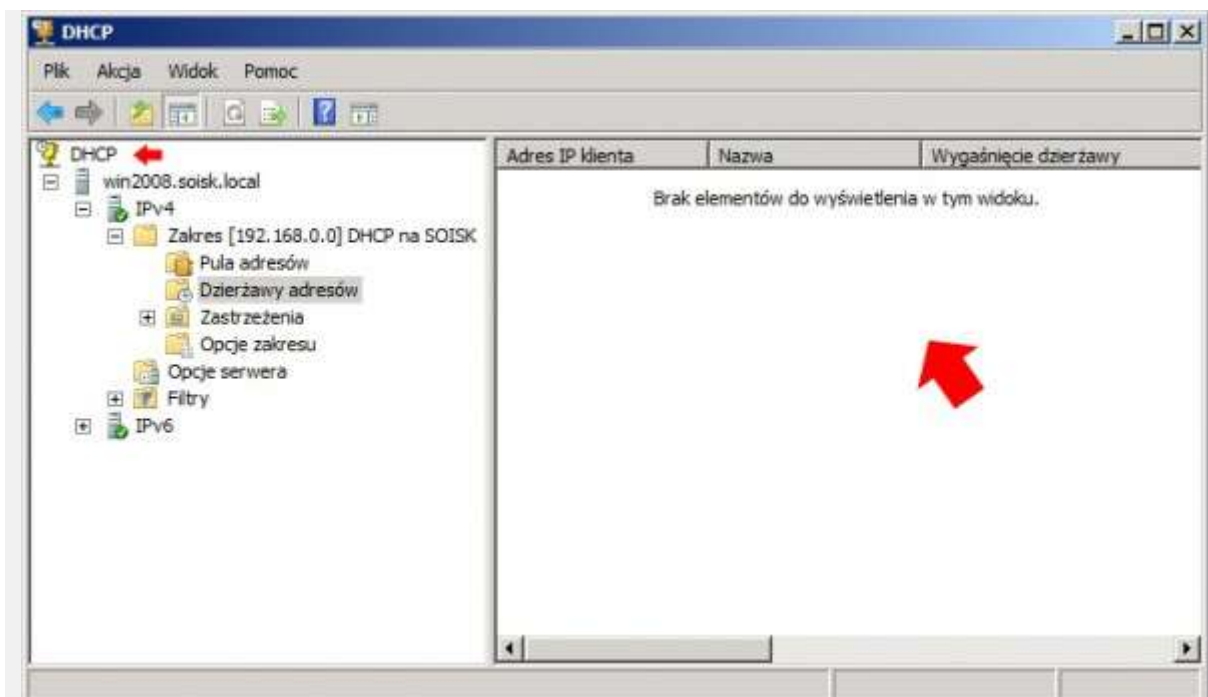 DHCP
Plik Akcja Widok Pomoc
DHCP
win2008.soisk.local
IPv4
Zakres [192.168.0.0] DHCP na SOISK
Pula adresów
Dzierżawy adresów
Zastrzeżenia
Opcje zakresu
Opcje serwera
Filtry
IPv6
Adres IP klienta Nazwa Wygaśnięcie dzierżawy
Brak elementów do wyświetlenia w tym widoku.